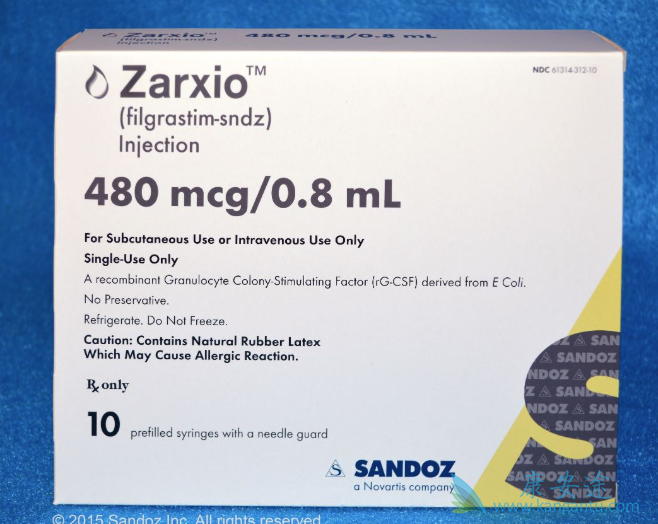 Zarxio™
(filgrastim-sndz) 480 mcg/0.8 mL
Injection
Zarxio™
NDC 61314-312-10
(filgrastim-sndz)
Injection
480 mcg/0.8 mL
For Subcutaneous Use or Intravenous Use Only
Single-Use Only
A recombinant Granulocyte Colony-Stimulating Factor (rG-CSF) derived from E Coli.
No Preservative.
Refrigerate. Do Not Freeze.
Caution: Contains Natural Rubber Latex
Which May Cause Allergic Reaction.
Rx only
10 prefilled syringes with a needle guard
SANDOZ
a Novartis company
S
SANDOZ
© 2015 Sandoz Inc. All rights reserved